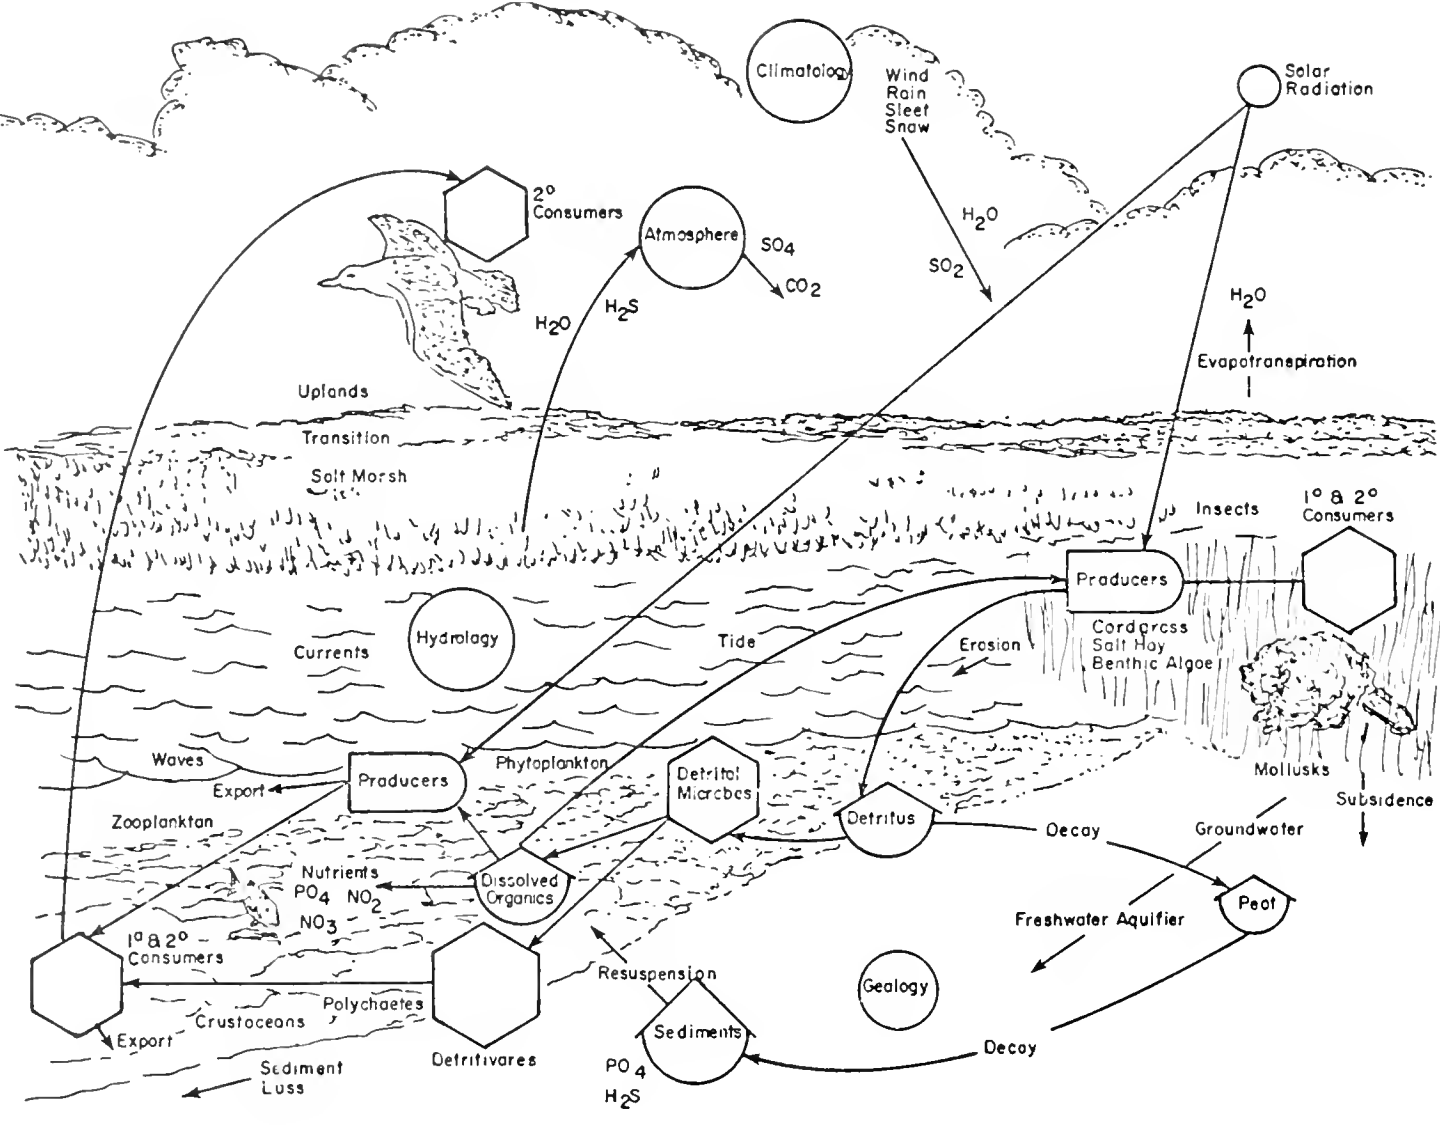 Climatology
Wind
Rain
Sleet
Snow
Solar
Radiation
2° Consumers
Atmosphere
SO4
CO2
H2O
SO2
H2O
H2S
H2O
Evapotranspiration
Uplands
Transition
Salt Marsh
Insects
1° & 2°
Consumers
Producers
Cordgrass
Salt Hay
Benthic Algae
Hydrology
Currents
Tide
Erosion
Waves
Export
Producers
Phytoplankton
Detrital
Microbes
Detritus
Decay
Mollusks
Subsidence
Groundwater
Zooplankton
Nutrients
PO4 NO2
NO3
Dissolved
Organics
Freshwater Aquifier
Peat
1° & 2°
Consumers
Resuspension
Geology
Polychaetes
Crustaceans
Export
Sediments
Detritivores
Decay
Sediment
Loss
PO4
H2S